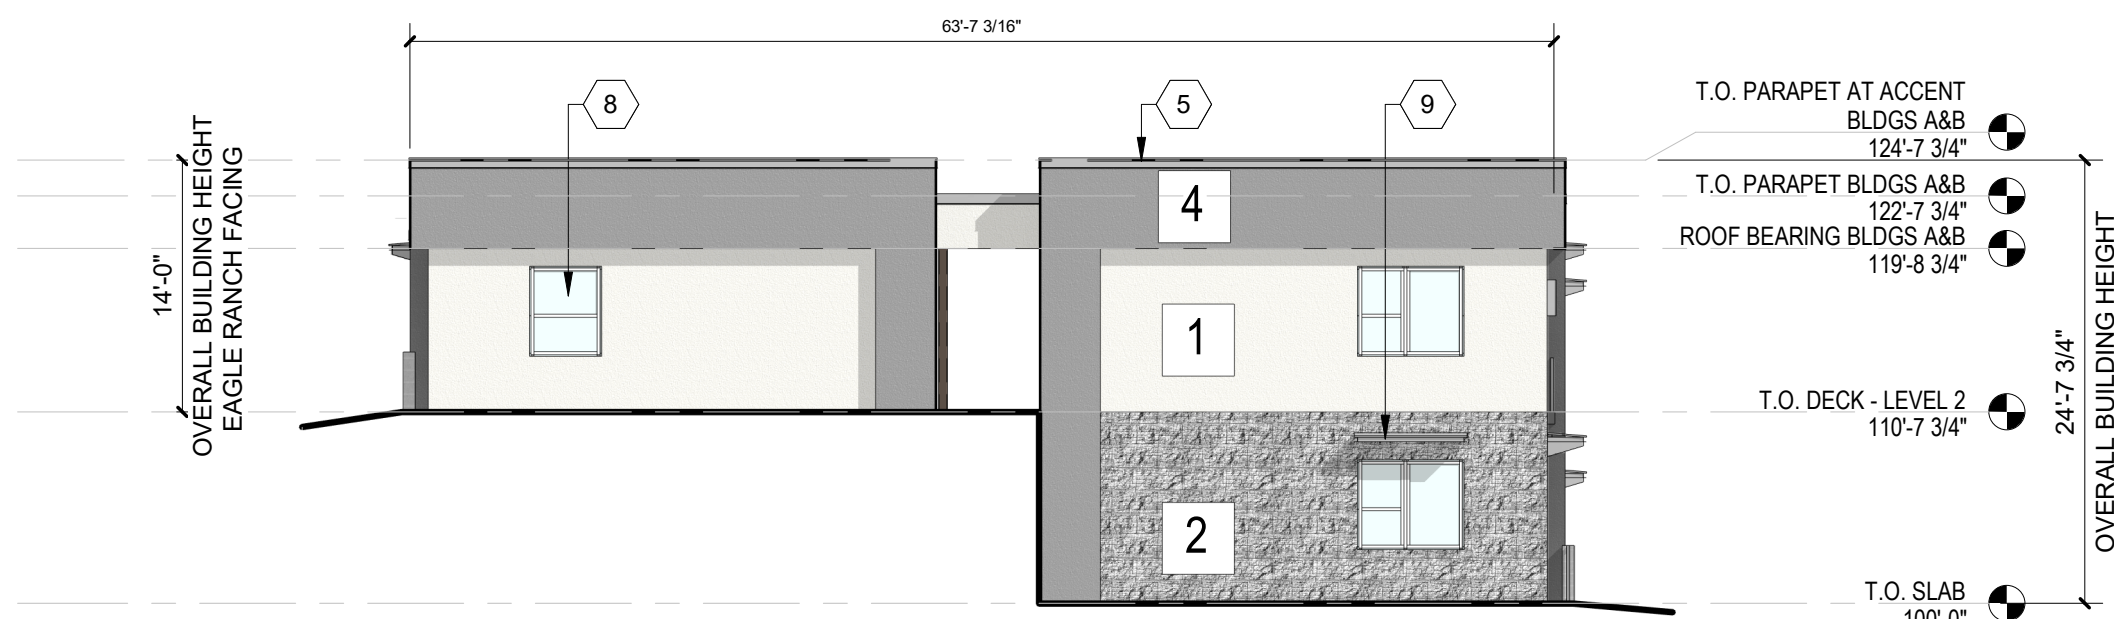 63'-7 3/16"
8
5
9
T.O. PARAPET AT ACCENT
BLDGS A&B
124'-7 3/4"
T.O. PARAPET BLDGS A&B
122'-7 3/4"
ROOF BEARING BLDGS A&B
119'-8 3/4"
4
1
2
14'-0"
OVERALL BUILDING HEIGHT
EAGLE RANCH FACING
T.O. DECK - LEVEL 2
110'-7 3/4"
24'-7 3/4"
OVERALL BUILDING HEIGHT
T.O. SLAB
100'-0"